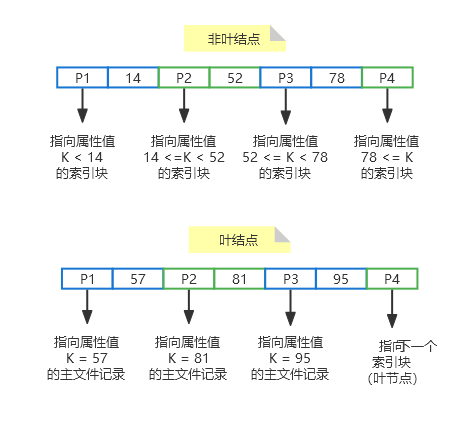 非叶结点
P1 14 P2 52 P3 78 P4
指向属性值 指向属性值 指向属性值 指向属性值
K < 14 14 <=K < 52 52 <= K < 78 78 <= K
的索引块 的索引块 的索引块 的索引块
叶结点
P1 57 P2 81 P3 95 P4
指向属性值 指向属性值 指向属性值 指向下一个
K = 57 K = 81 K = 95 索引块
的主文件记录 的主文件记录 的主文件记录 (叶节点)